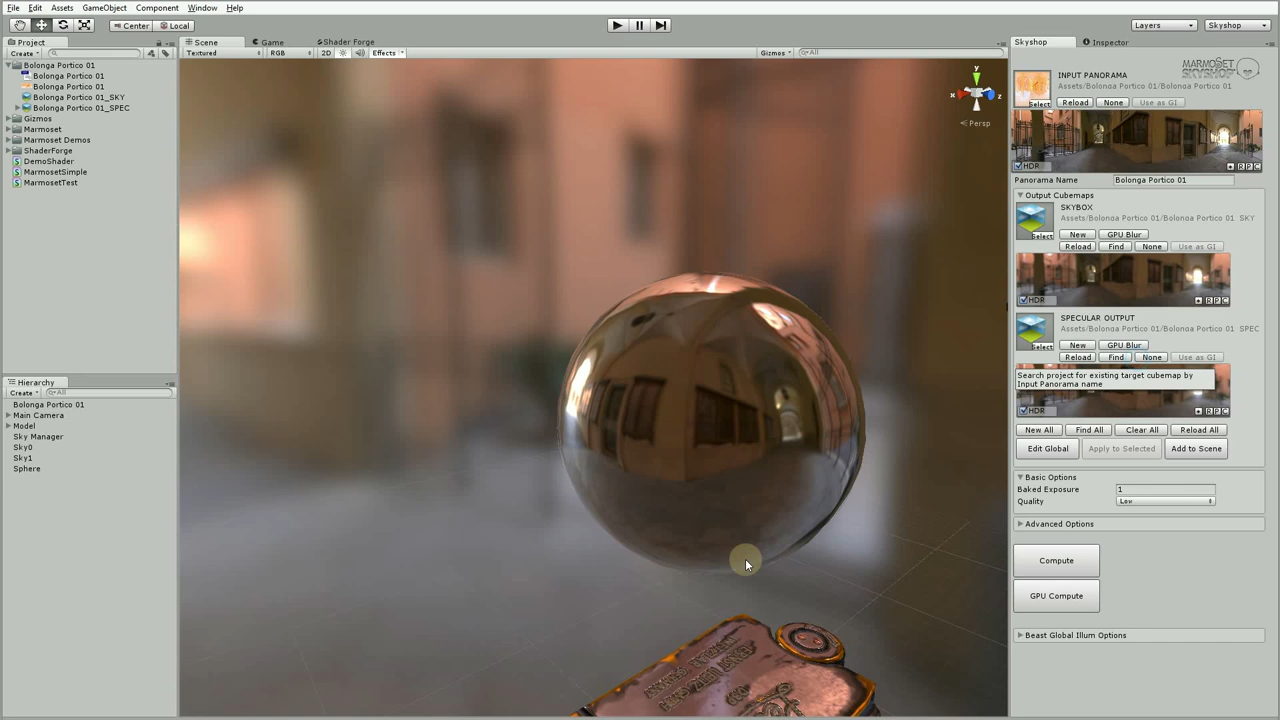 File Edit Assets GameObject Component Window Help
Center Local
Layers
Skyshop
Project
Create
Bolonga Portico 01
Bolonga Portico 01
Bolonga Portico 01
Bolonga Portico 01_SKY
Bolonga Portico 01_SPEC
Gizmos
Marmoset
Marmoset Demos
ShaderForge
DemoShader
MarmosetSimple
MarmosetTest
Hierarchy
Create All
Bolonga Portico 01
Main Camera
Model
Sky Manager
Sky0
Sky1
Sphere
Scene Game Shader Forge
Textured RGB 2D Effects Gizmos All
y
x
z
Persp
Skyshop Inspector
MARMOSET
SKYSHOP
INPUT PANORAMA
Assets/Bolonga Portico 01/Bolonga Portico 01
Select
Reload None Use as GI
HDR
R P C
Panorama Name Bolonga Portico 01
Output Cubemaps
SKYBOX
Assets/Bolonga Portico 01/Bolonga Portico 01 SKY
Select
New GPU Blur
Reload Find None Use as GI
HDR
R P C
SPECULAR OUTPUT
Assets/Bolonga Portico 01/Bolonga Portico 01 SPEC
Select
New GPU Blur
Reload Find None Use as GI
Search project for existing target cubemap by
Input Panorama name
HDR
R P C
New All Find All Clear All Reload All
Edit Global Apply to Selected Add to Scene
Basic Options
Baked Exposure 1
Quality Low
Advanced Options
Compute
GPU Compute
Beast Global Illum Options